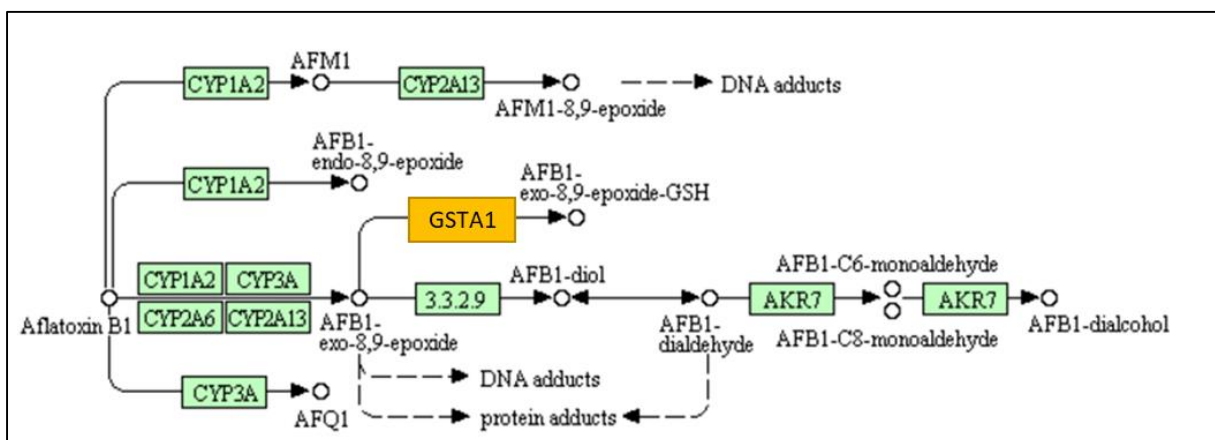 AFM1
CYP1A2
CYP2A13
DNA adducts
AFM1-8,9-epoxide
AFB1-
endo-8,9-epoxide
CYP1A2
AFB1-
exo-8,9-epoxide-GSH
GSTA1
CYP1A2
CYP3A
CYP2A6
CYP2A13
Aflatoxin B1
AFB1-
exo-8,9-epoxide
3.3.2.9
AFB1-diol
AFB1-
dialdehyde
AKR7
AFB1-C6-monoaldehyde
AFB1-C8-monoaldehyde
AKR7
AFB1-dialcohol
DNA adducts
protein adducts
CYP3A
AFQ1